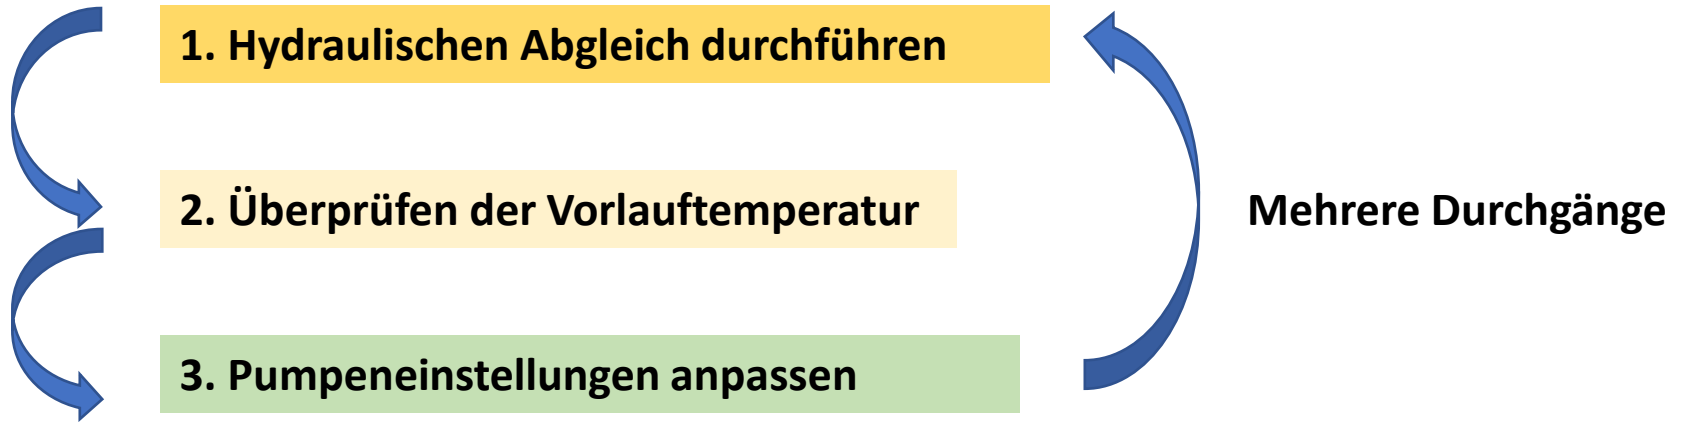 1. Hydraulischen Abgleich durchführen
2. Überprüfen der Vorlauftemperatur
Mehrere Durchgänge
3. Pumpeneinstellungen anpassen